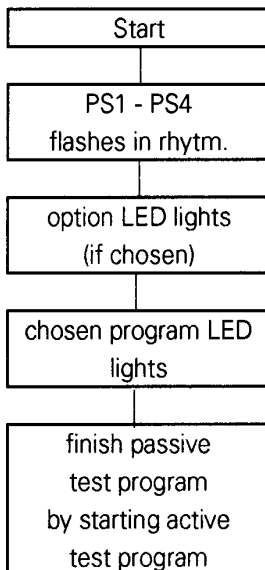 Start
PS1 - PS4
flashes in rhytm.
option LED lights
(if chosen)
chosen program LED
lights
finish passive
test program
by starting active
test program